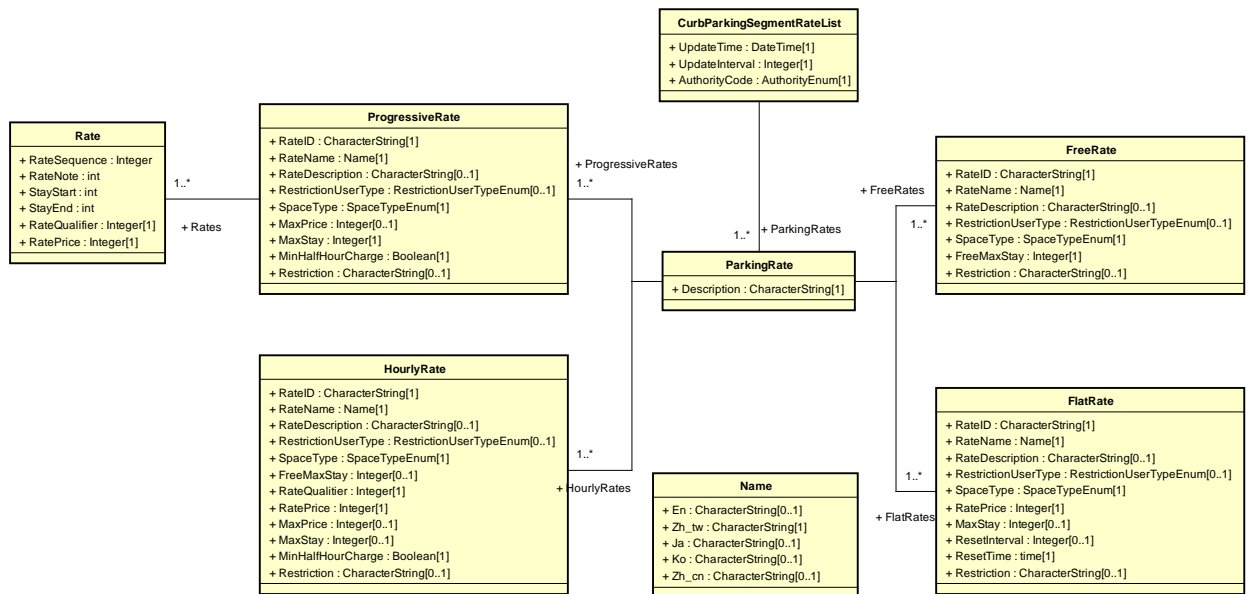 CurbParkingSegmentRateList
+ UpdateTime : DateTime[1]
+ UpdateInterval : Integer[1]
+ AuthorityCode : AuthorityEnum[1]
Rate
+ RateSequence : Integer
+ RateNote : int
+ StayStart : int
+ StayEnd : int
+ RateQualifier : Integer[1]
+ RatePrice : Integer[1]
1..*
+ Rates
ProgressiveRate
+ RateID : CharacterString[1]
+ RateName : Name[1]
+ RateDescription : CharacterString[0..1]
+ RestrictionUserType : RestrictionUserTypeEnum[0..1]
+ SpaceType : SpaceTypeEnum[1]
+ MaxPrice : Integer[0..1]
+ MaxStay : Integer[1]
+ MinHalfHourCharge : Boolean[1]
+ Restriction : CharacterString[0..1]
+ ProgressiveRates
1..*
1..*
+ ParkingRates
ParkingRate
+ Description : CharacterString[1]
+ FreeRates
1..*
FreeRate
+ RateID : CharacterString[1]
+ RateName : Name[1]
+ RateDescription : CharacterString[0..1]
+ RestrictionUserType : RestrictionUserTypeEnum[0..1]
+ SpaceType : SpaceTypeEnum[1]
+ FreeMaxStay : Integer[1]
+ Restriction : CharacterString[0..1]
HourlyRate
+ RateID : CharacterString[1]
+ RateName : Name[1]
+ RateDescription : CharacterString[0..1]
+ RestrictionUserType : RestrictionUserTypeEnum[0..1]
+ SpaceType : SpaceTypeEnum[1]
+ FreeMaxStay : Integer[0..1]
+ RateQualitier : Integer[1]
+ RatePrice : Integer[1]
+ MaxPrice : Integer[0..1]
+ MaxStay : Integer[0..1]
+ MinHalfHourCharge : Boolean[1]
+ Restriction : CharacterString[0..1]
1..*
+ HourlyRates
Name
+ En : CharacterString[0..1]
+ Zh_tw : CharacterString[1]
+ Ja : CharacterString[0..1]
+ Ko : CharacterString[0..1]
+ Zh_cn : CharacterString[0..1]
1..*
+ FlatRates
FlatRate
+ RateID : CharacterString[1]
+ RateName : Name[1]
+ RateDescription : CharacterString[0..1]
+ RestrictionUserType : RestrictionUserTypeEnum[0..1]
+ SpaceType : SpaceTypeEnum[1]
+ RatePrice : Integer[1]
+ MaxStay : Integer[0..1]
+ ResetInterval : Integer[0..1]
+ ResetTime : time[1]
+ Restriction : CharacterString[0..1]